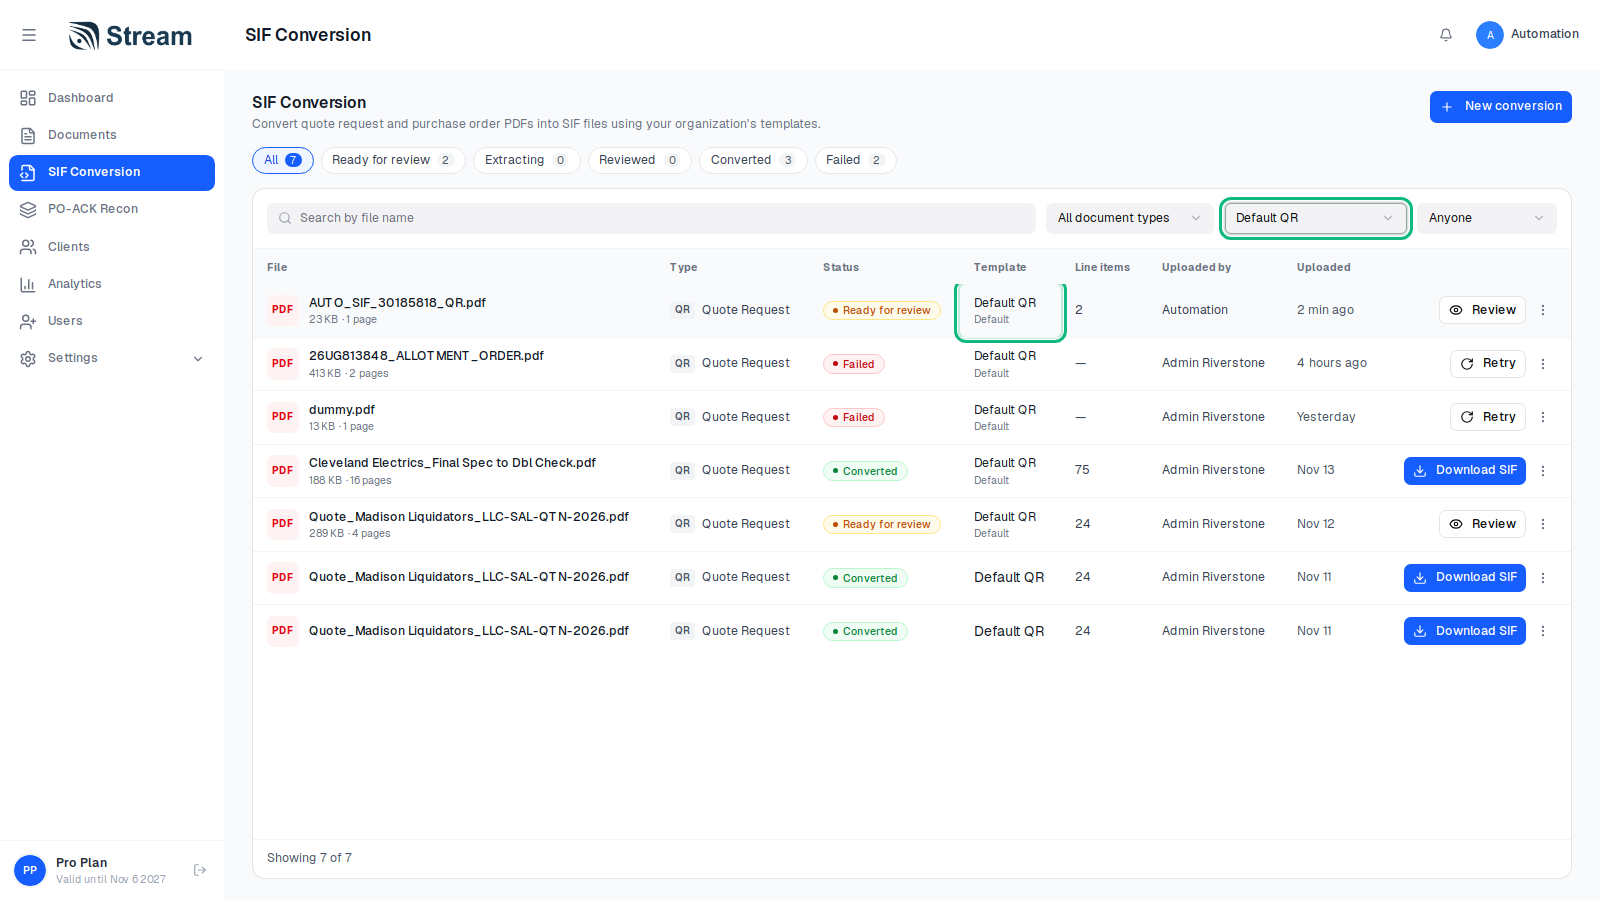 Stream
SIF Conversion
A Automation
Dashboard
Documents
SIF Conversion
PO-ACK Recon
Clients
Analytics
Users
Settings
SIF Conversion
Convert quote request and purchase order PDFs into SIF files using your organization's templates.
New conversion
All 7 Ready for review 2 Extracting 0 Reviewed 0 Converted 3 Failed 2
Search by file name All document types Default QR Anyone
File Type Status Template Line items Uploaded by Uploaded
PDF AUTO_SIF_30185818_QR.pdf QR Quote Request Ready for review Default QR 2 Automation 2 min ago Review
23 KB · 1 page Default
PDF 26UG813848_ALLOTMENT_ORDER.pdf QR Quote Request Failed Default QR — Admin Riverstone 4 hours ago Retry
413 KB · 2 pages Default
PDF dummy.pdf QR Quote Request Failed Default QR — Admin Riverstone Yesterday Retry
13 KB · 1 page Default
PDF Cleveland Electrics_Final Spec to Dbl Check.pdf QR Quote Request Converted Default QR 75 Admin Riverstone Nov 13 Download SIF
188 KB · 16 pages Default
PDF Quote_Madison Liquidators_LLC-SAL-QTN-2026.pdf QR Quote Request Ready for review Default QR 24 Admin Riverstone Nov 12 Review
289 KB · 4 pages Default
PDF Quote_Madison Liquidators_LLC-SAL-QTN-2026.pdf QR Quote Request Converted Default QR 24 Admin Riverstone Nov 11 Download SIF
PDF Quote_Madison Liquidators_LLC-SAL-QTN-2026.pdf QR Quote Request Converted Default QR 24 Admin Riverstone Nov 11 Download SIF
Showing 7 of 7
PP Pro Plan
Valid until Nov 6 2027